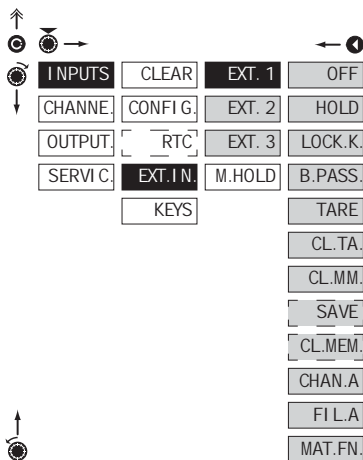 INPUTS CLEAR EXT. 1 OFF
CHANNE. CONFIG. EXT. 2 HOLD
OUTPUT. RTC EXT. 3 LOCK.K.
SERVIC. EXT.IN. M.HOLD B.PASS.
KEYS TARE
CL.TA.
CL.MM.
SAVE
CL.MEM.
CHAN.A
FIL.A
MAT.FN.